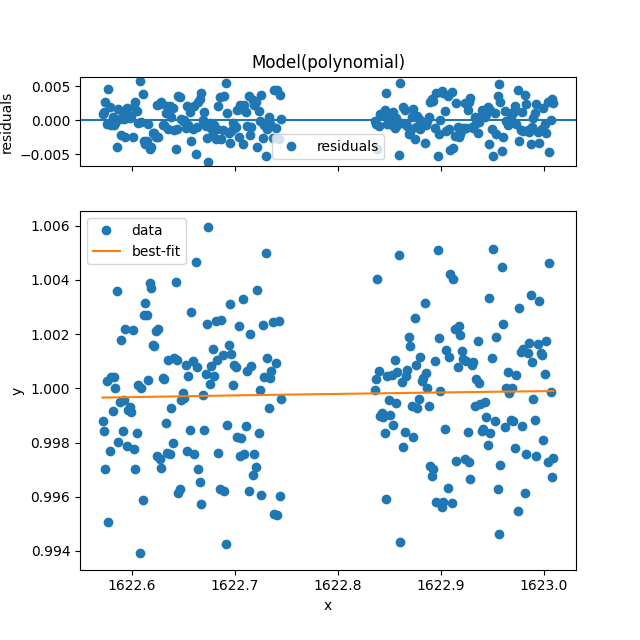 Model(polynomial)
0.005
0.000
−0.005
residuals
residuals
1.006
1.004
1.002
1.000
0.998
0.996
0.994
y
data
best-fit
1622.6
1622.7
1622.8
1622.9
1623.0
x